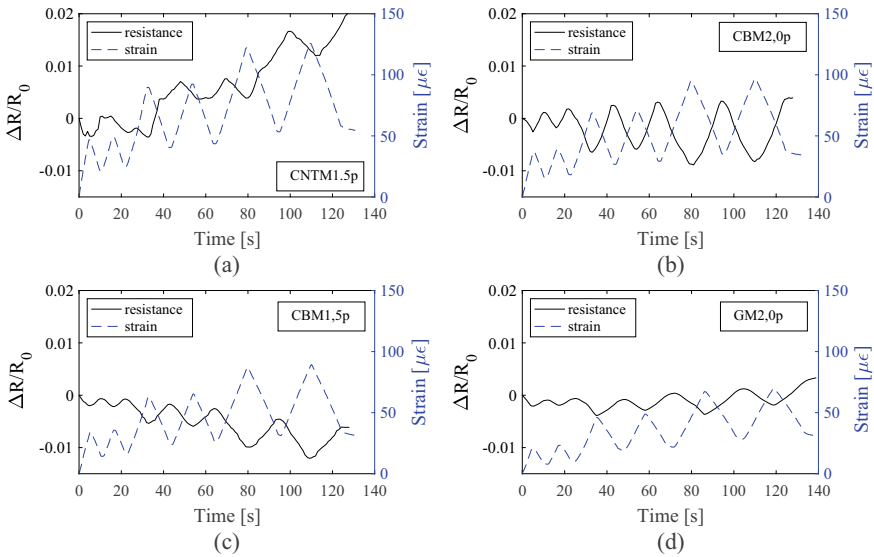 0.02
0.01
0
-0.01
ΔR/R0
150
100
50
0
Strain [με]
resistance
strain
CNTM1.5p
0 20 40 60 80 100 120 140
Time [s]
(a)
0.02
0.01
0
-0.01
ΔR/R0
150
100
50
0
Strain [με]
resistance
strain
CBM2,0p
0 20 40 60 80 100 120 140
Time [s]
(b)
0.02
0.01
0
-0.01
ΔR/R0
150
100
50
0
Strain [με]
resistance
strain
CBM1,5p
0 20 40 60 80 100 120 140
Time [s]
(c)
0.02
0.01
0
-0.01
ΔR/R0
150
100
50
0
Strain [με]
resistance
strain
GM2,0p
0 20 40 60 80 100 120 140
Time [s]
(d)